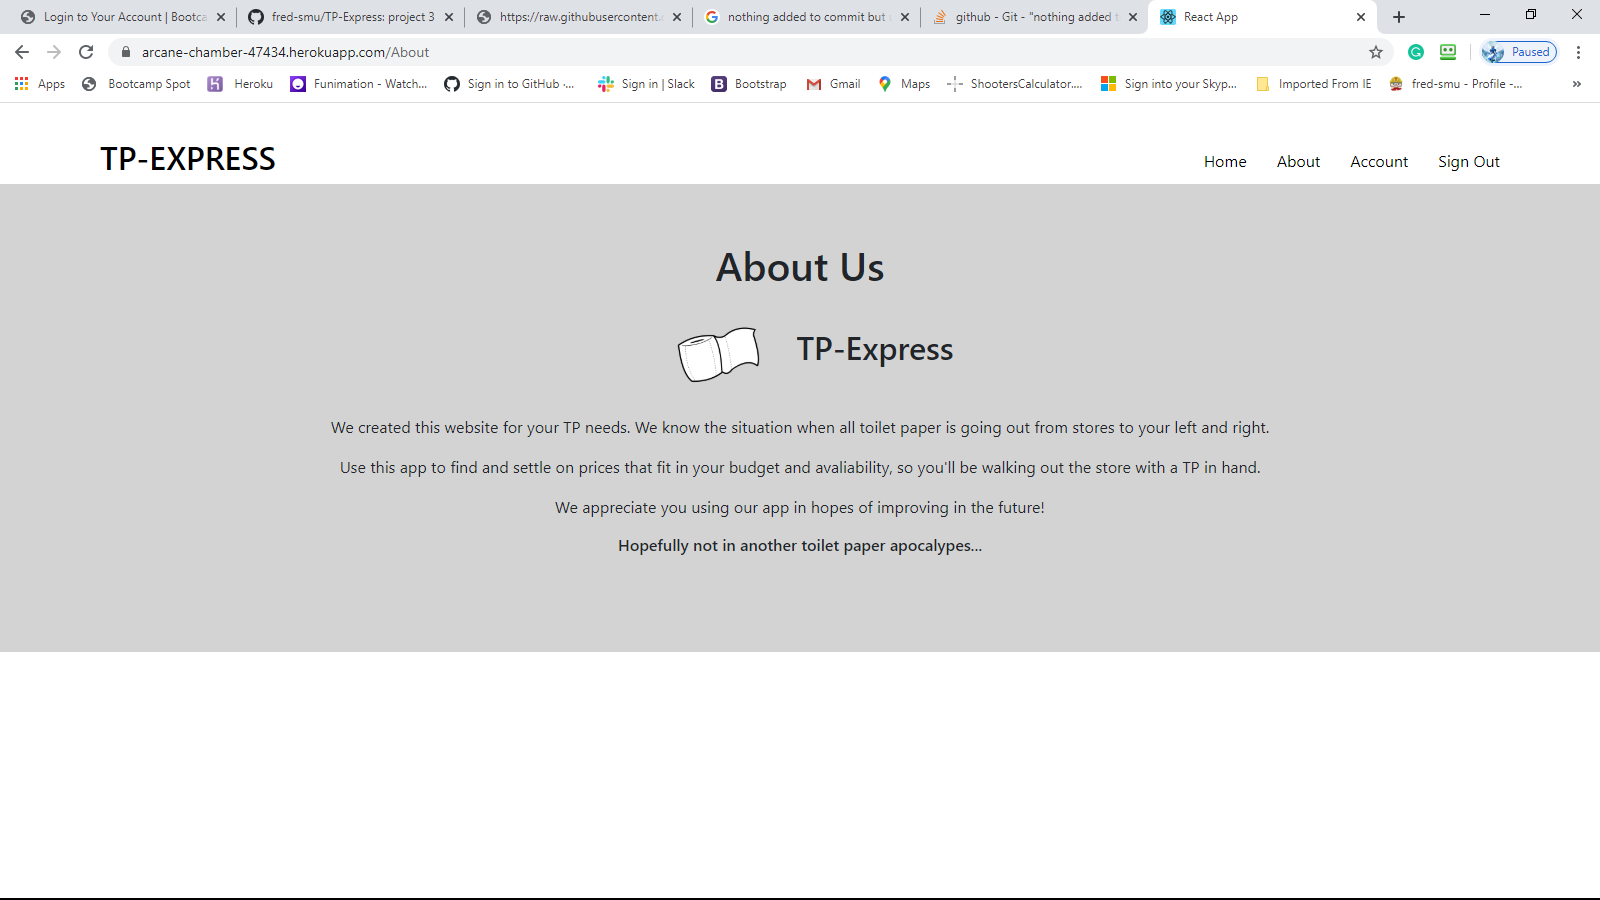 Login to Your Account | Bootca
fred-smu/TP-Express: project 3
https://raw.githubusercontent.
nothing added to commit but
github - Git - "nothing added t
React App
arcane-chamber-47434.herokuapp.com/About
Paused
Apps
Bootcamp Spot
Heroku
Funimation - Watch...
Sign in to GitHub ·...
Sign in | Slack
Bootstrap
Gmail
Maps
ShootersCalculator....
Sign into your Skyp...
Imported From IE
fred-smu - Profile -...
»
TP-EXPRESS
Home
About
Account
Sign Out
About Us
TP-Express
We created this website for your TP needs. We know the situation when all toilet paper is going out from stores to your left and right.
Use this app to find and settle on prices that fit in your budget and avaliability, so you'll be walking out the store with a TP in hand.
We appreciate you using our app in hopes of improving in the future!
Hopefully not in another toilet paper apocalypes...